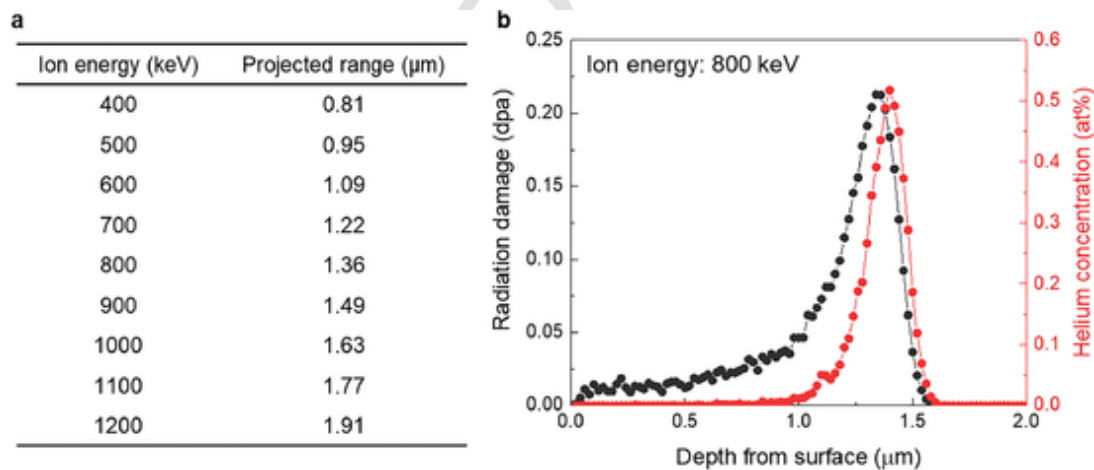 a
Ion energy (keV) Projected range (μm)
400 0.81
500 0.95
600 1.09
700 1.22
800 1.36
900 1.49
1000 1.63
1100 1.77
1200 1.91
b
Ion energy: 800 keV
Radiation damage (dpa)
0.25
0.20
0.15
0.10
0.05
0.00
0.6
0.5
0.4
0.3
0.2
0.1
0.0
Helium concentration (at%)
0.0 0.5 1.0 1.5 2.0
Depth from surface (μm)